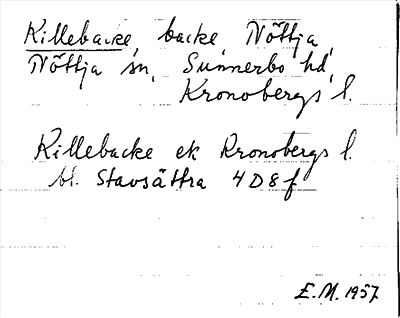 Killebacke, backe, Nöttja,
Nöttja sn, Sunnerbo hd,
Kronobergs l.
Killebacke ek Kronobergs l.
bl. Stavsättra 4D8f
E.M. 1957